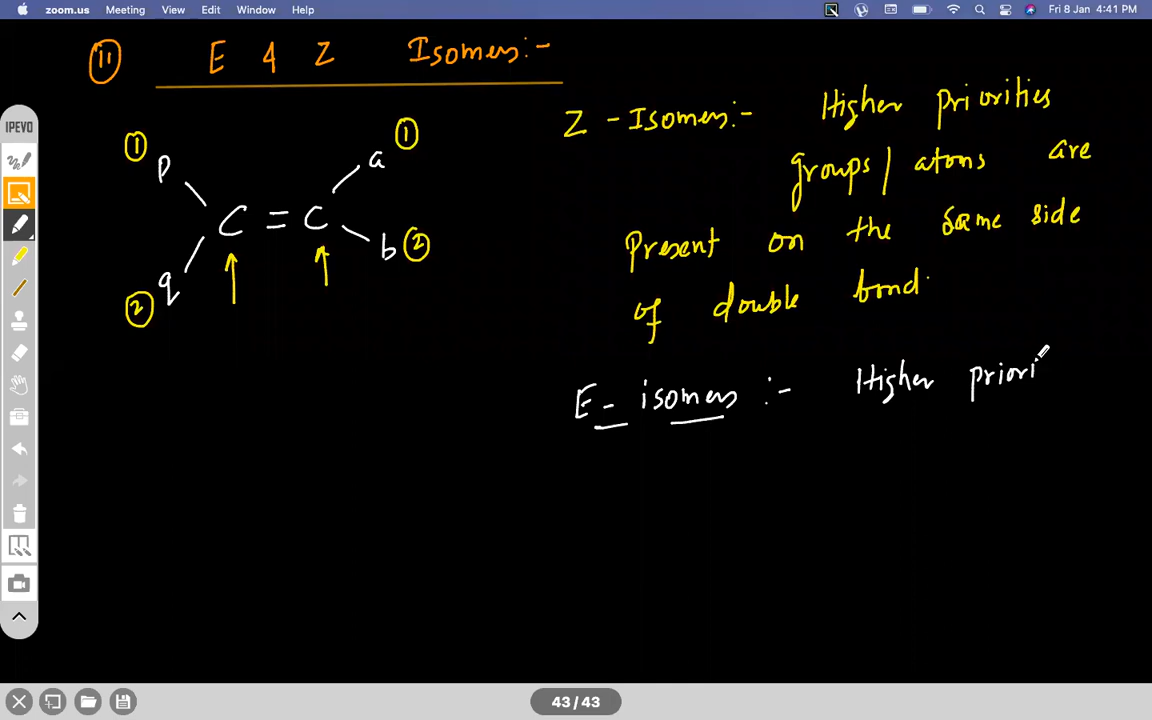 zoom.us Meeting View Edit Window Help Fri 8 Jan 4:41 PM
11 E & Z Isomers:-
IPEVO
① p a ①
C = C
② q b ②
Z - Isomers:- Higher priorities
groups/atoms are
Present on the same side
of double bond.
E- isomers :- Higher priori
43/43